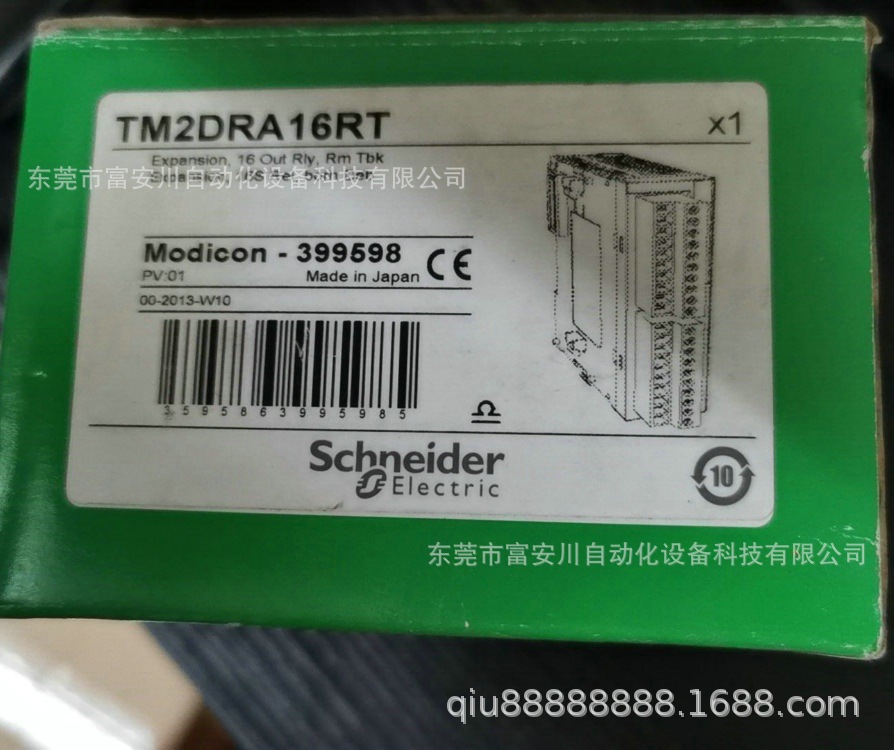 TM2DRA16RT
x1
Expansion, 16 Out Rly, Rm Tbk
东莞市富安川自动化设备科技有限公司
Expansion, 16S
Modicon - 399598
PV:01
Made in Japan
CE
00-2013-W10
3595863995985
Schneider
Electric
10
东莞市富安川自动化设备科技有限公司
qiu88888888.1688.com